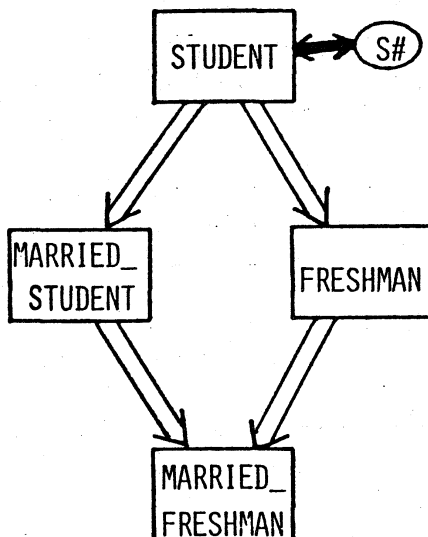 STUDENT
S#
MARRIED_
STUDENT
FRESHMAN
MARRIED_
FRESHMAN